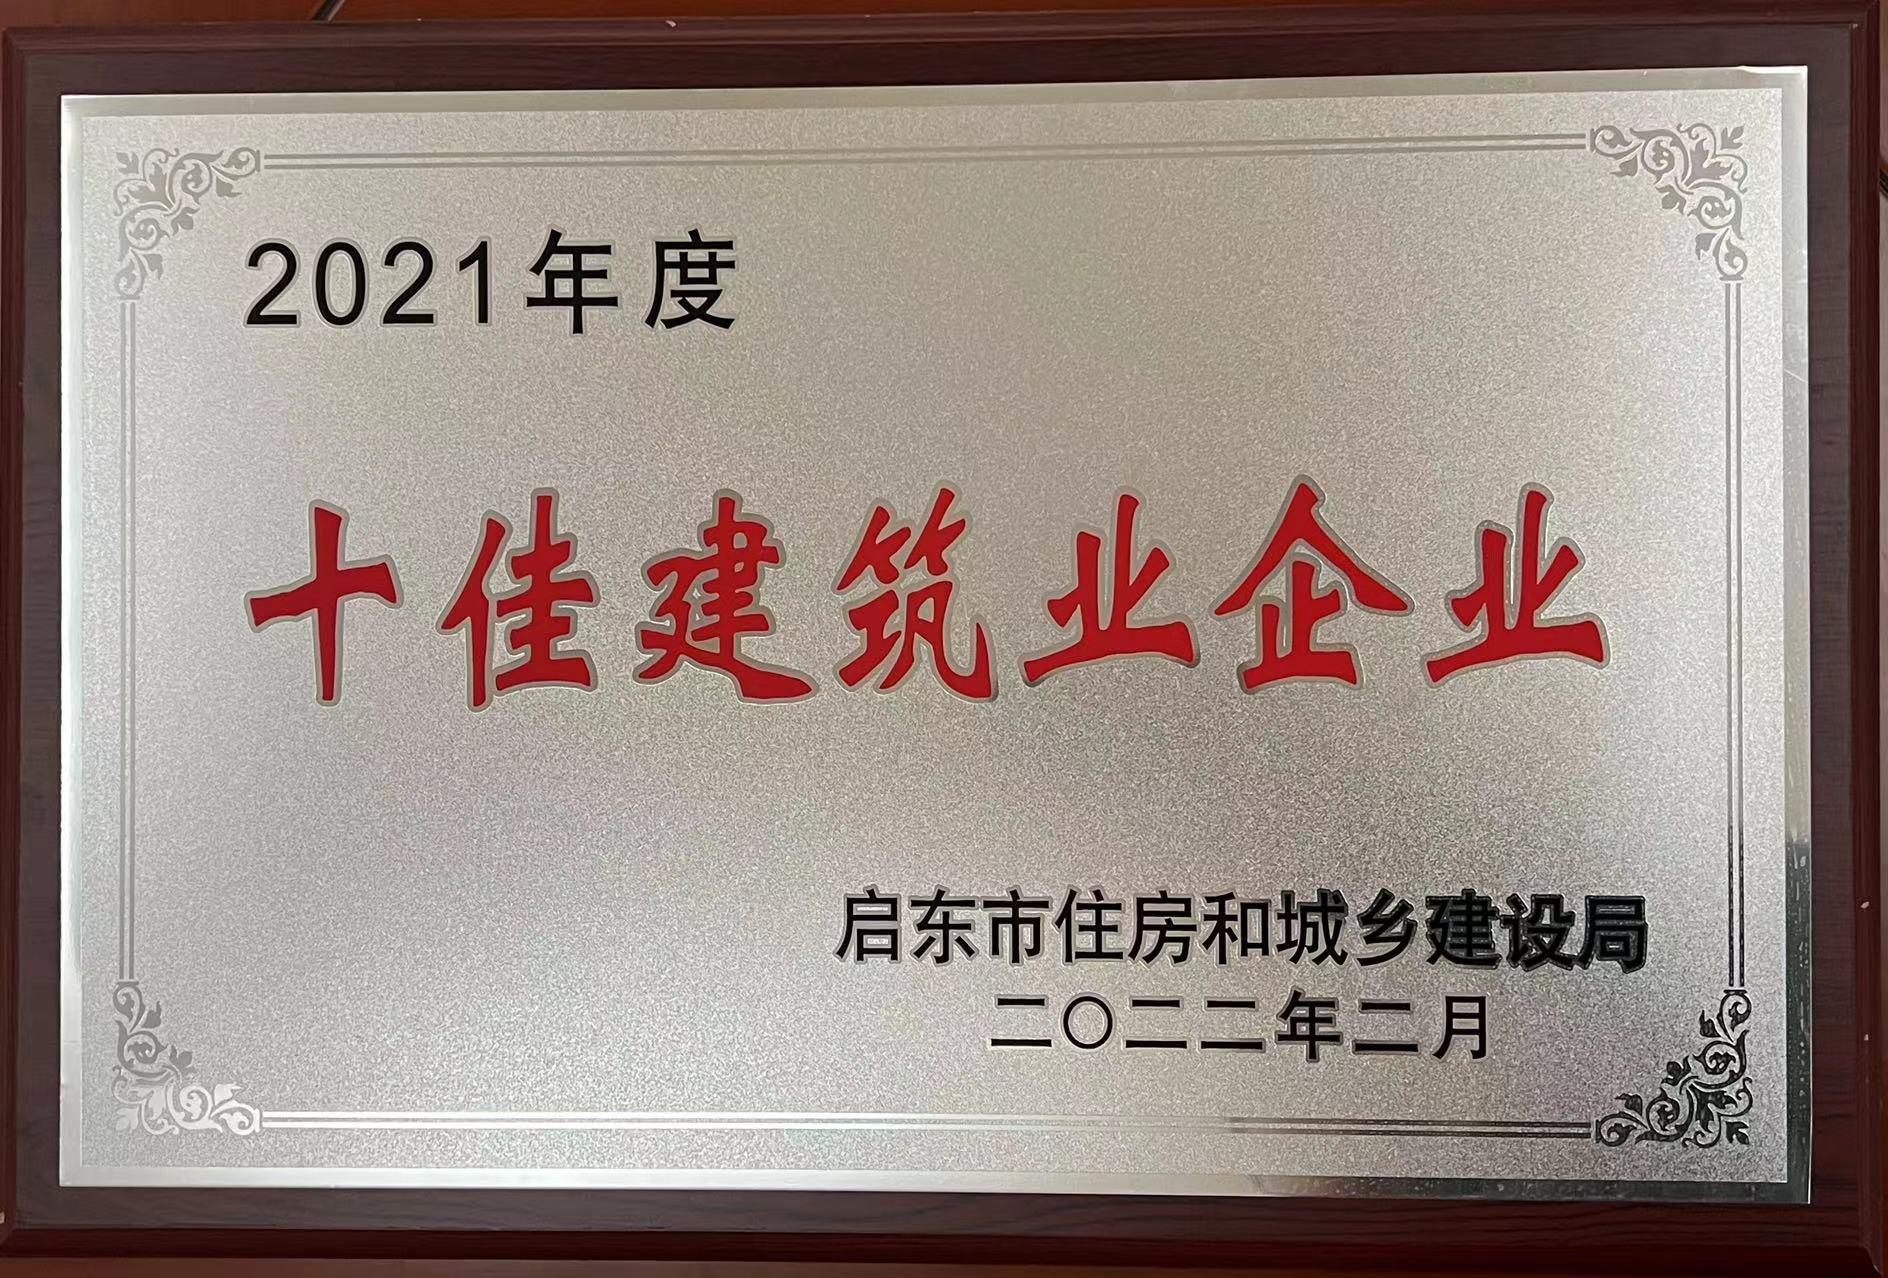 2021年度
十佳建筑业企业
启东市住房和城乡建设局
二〇二二年二月